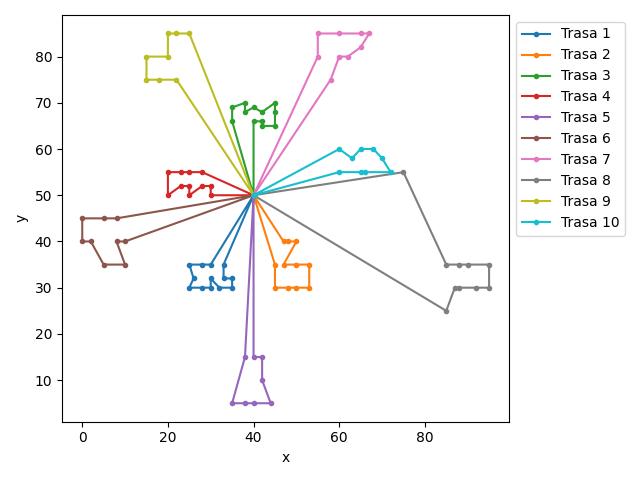 80
70
60
50
40
30
20
10
y
0
20
40
60
80
x
Trasa 1
Trasa 2
Trasa 3
Trasa 4
Trasa 5
Trasa 6
Trasa 7
Trasa 8
Trasa 9
Trasa 10